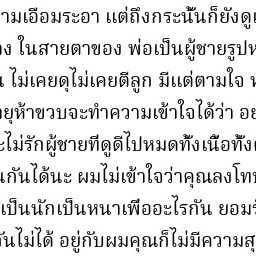 ามเอือมระอา แต่ถึงกระนั้นก็ยังดู
ง ในสายตาของ พ่อเป็นผู้ชายรูปห
ไม่เคยดุไม่เคยตีลูก มีแต่ตามใจ
ยุห้าขวบจะทำความเข้าใจได้ว่า อย
ะไม่รักผู้ชายที่ดูดีไปหมดทั้งเนื้อทั้ง
นกันได้นะ ผมไม่เข้าใจว่าคุณลงโท
เป็นนักเป็นหนาเพื่ออะไรกัน ยอม
ันไม่ได้ อยู่กับผมคุณก็ไม่มีความสุ